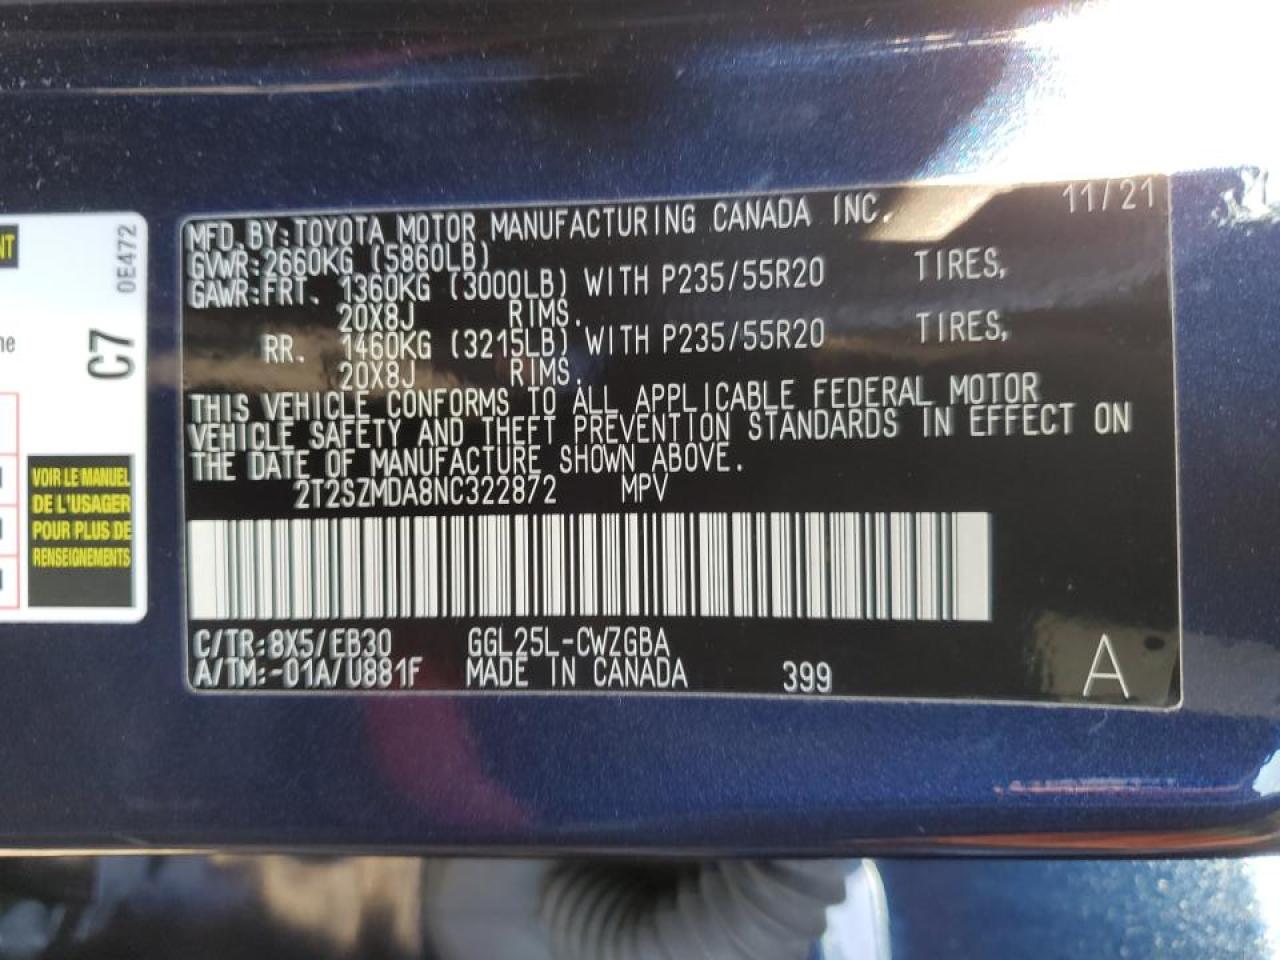 MFD.BY:TOYOTA MOTOR MANUFACTURING CANADA INC. 11/21
GVWR:2660KG (5860LB)
GAWR:FRT. 1360KG (3000LB) WITH P235/55R20 TIRES,
20X8J RIMS.
RR. 1460KG (3215LB) WITH P235/55R20 TIRES,
20X8J RIMS.
THIS VEHICLE CONFORMS TO ALL APPLICABLE FEDERAL MOTOR
VEHICLE SAFETY AND THEFT PREVENTION STANDARDS IN EFFECT ON
THE DATE OF MANUFACTURE SHOWN ABOVE.
2T2SZMDA8NC322872 MPV
C/TR:8X5/EB30 GGL25L-CWZGBA
A/TM:-01A/U881F MADE IN CANADA 399 A
0E472
C7
VOIR LE MANUEL
DE L'USAGER
POUR PLUS DE
RENSEIGNEMENTS